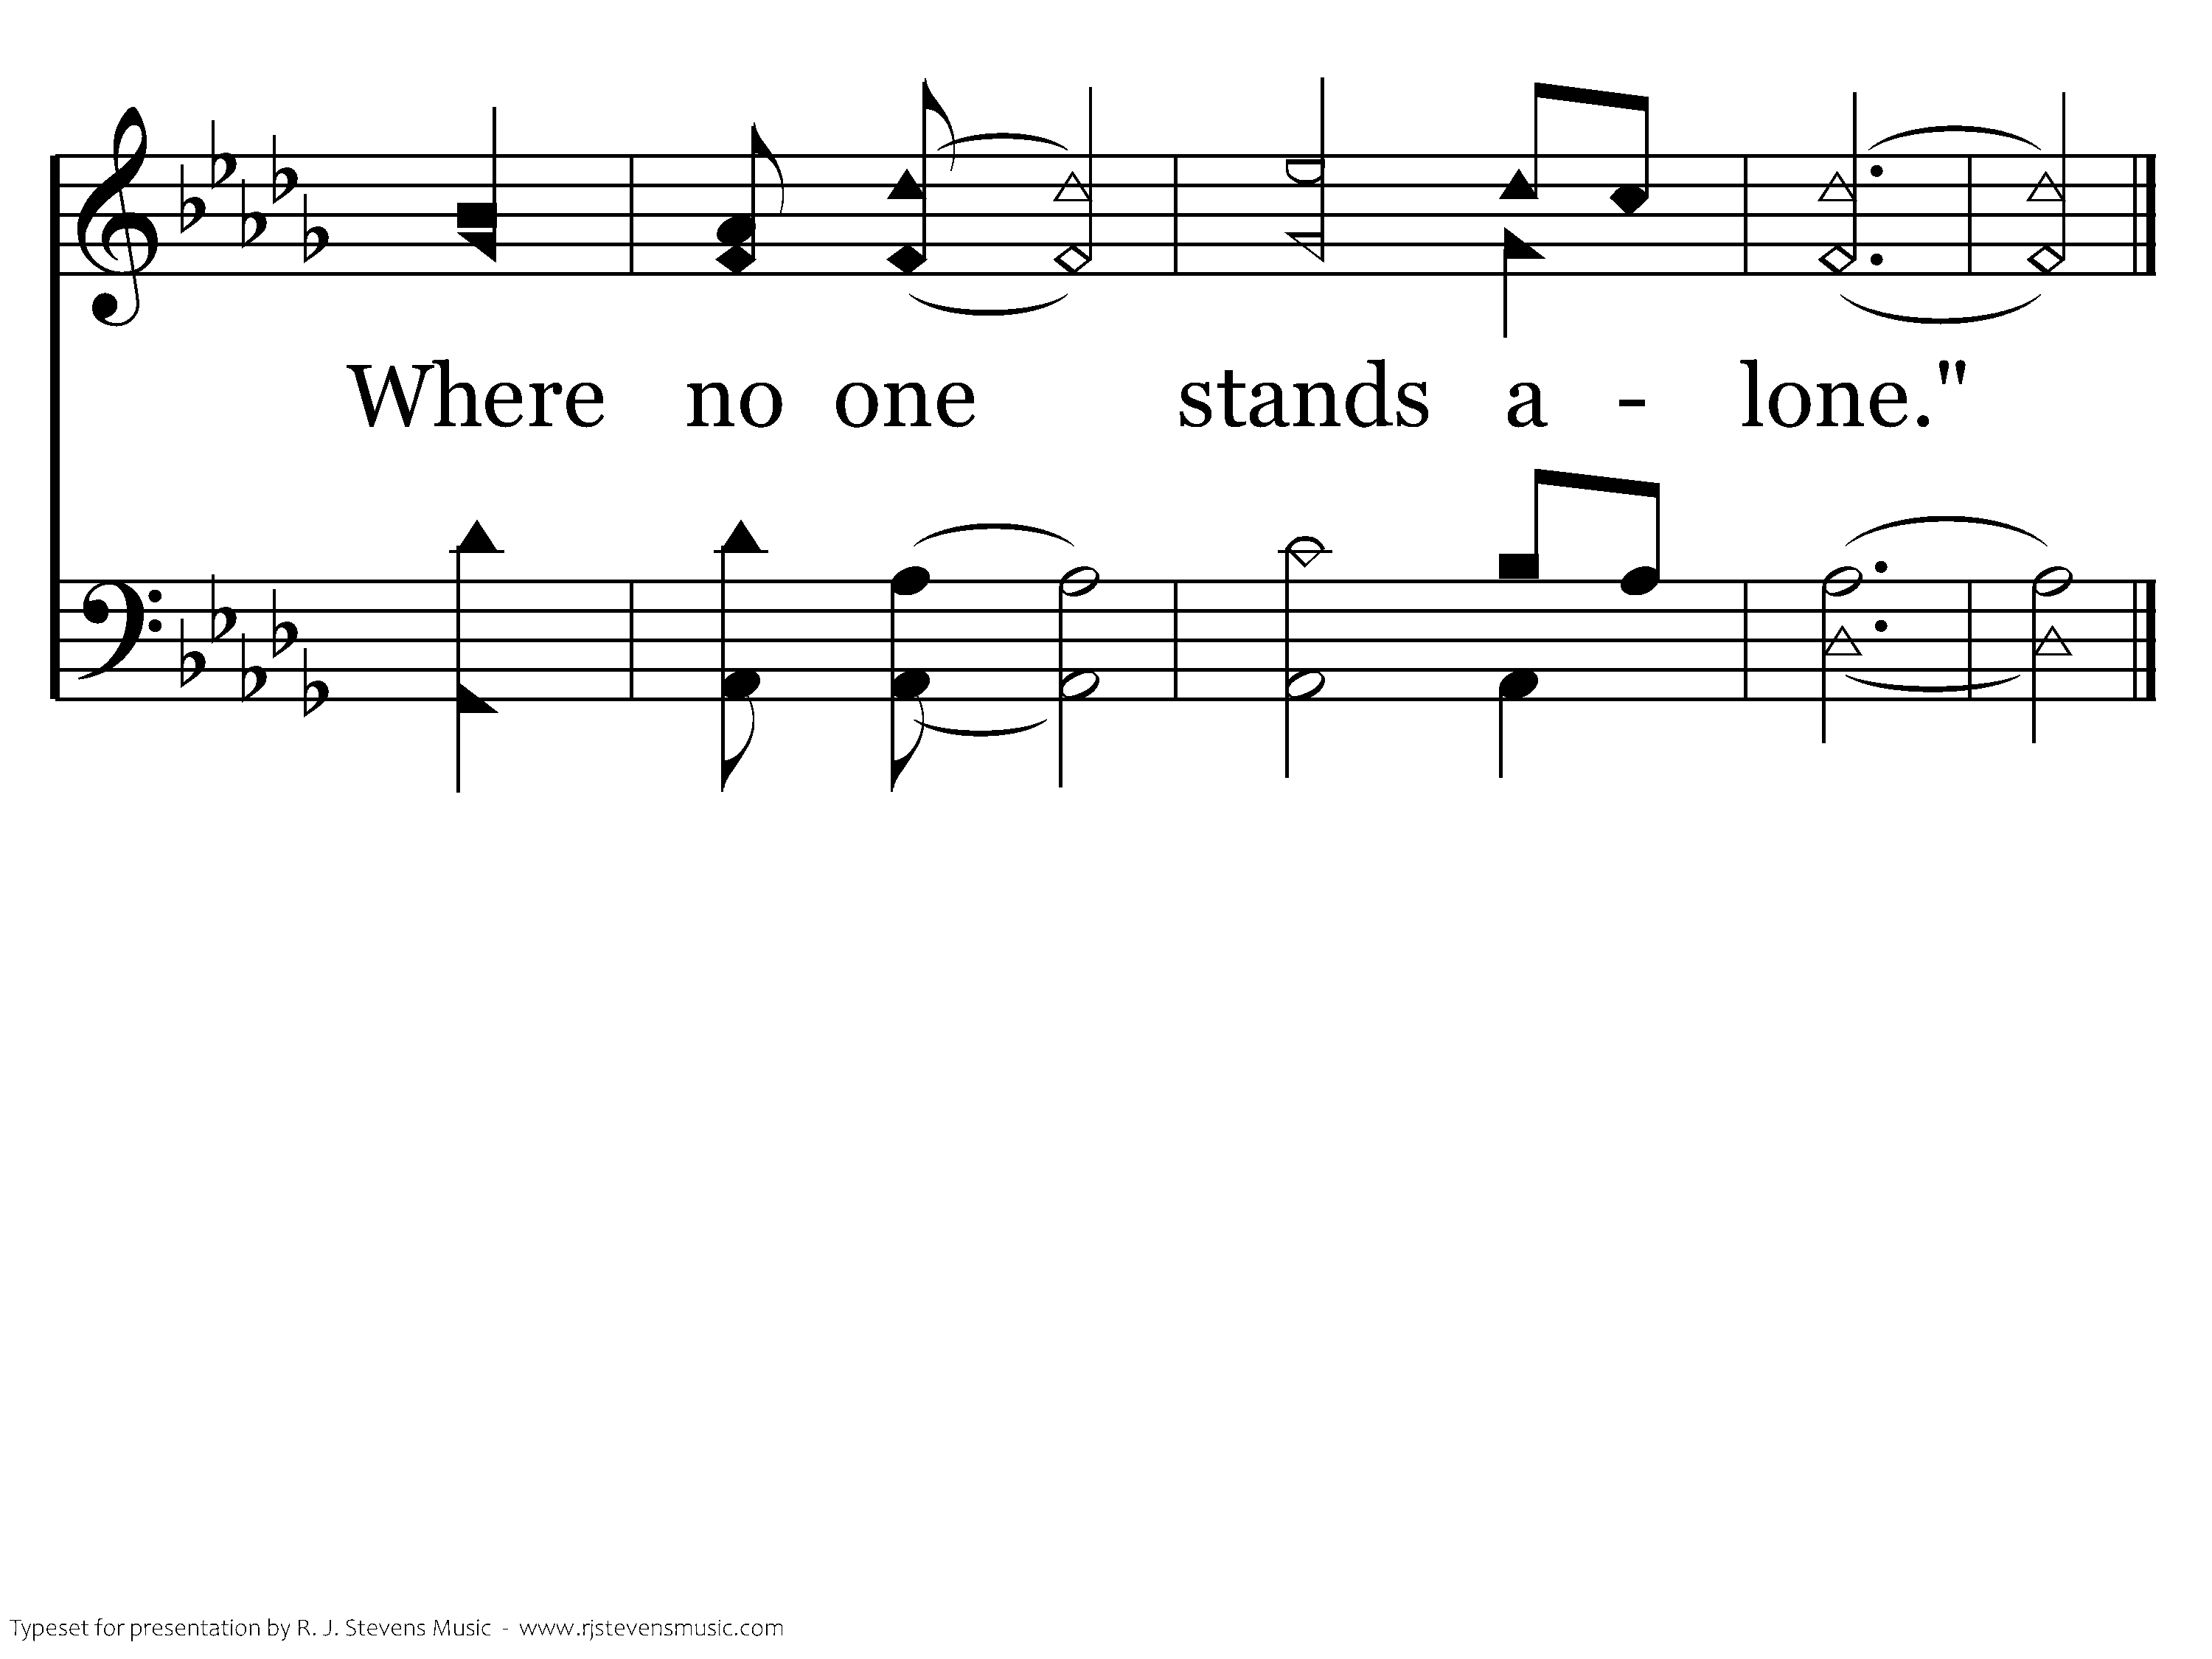 Where no one stands a - lone."
Typeset for presentation by R. J. Stevens Music - www.rjstevensmusic.com